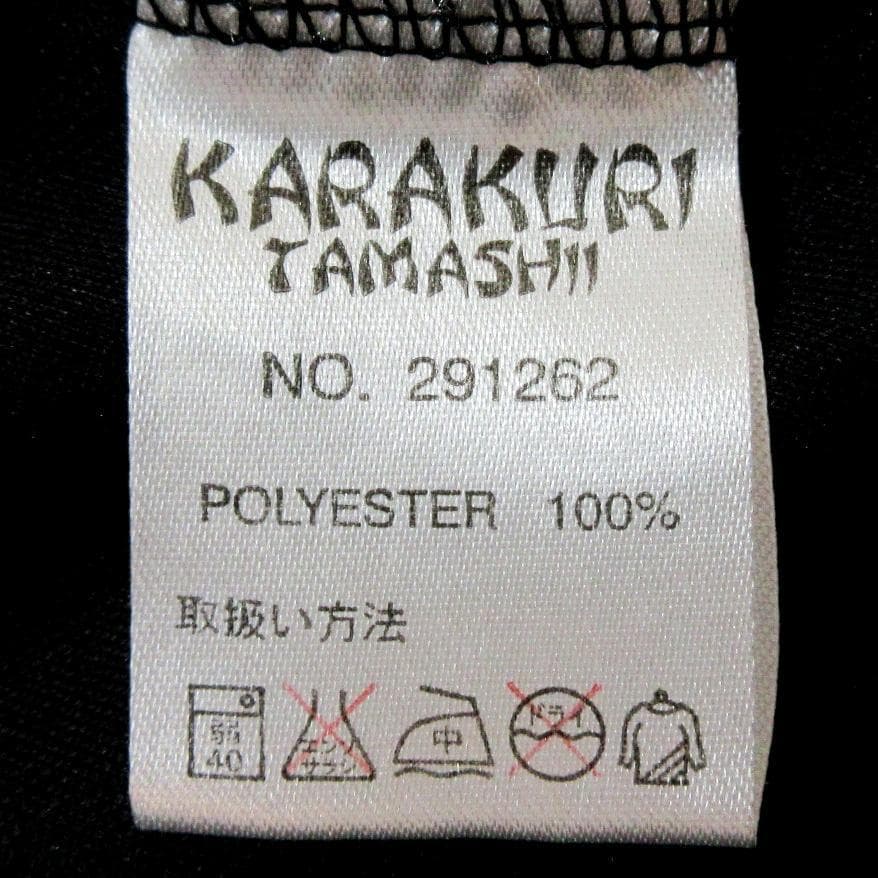 KARAKURI
TAMASHII
NO. 291262
POLYESTER 100%
取扱い方法
弱 エンソ 中 ドライ
40 サラシ